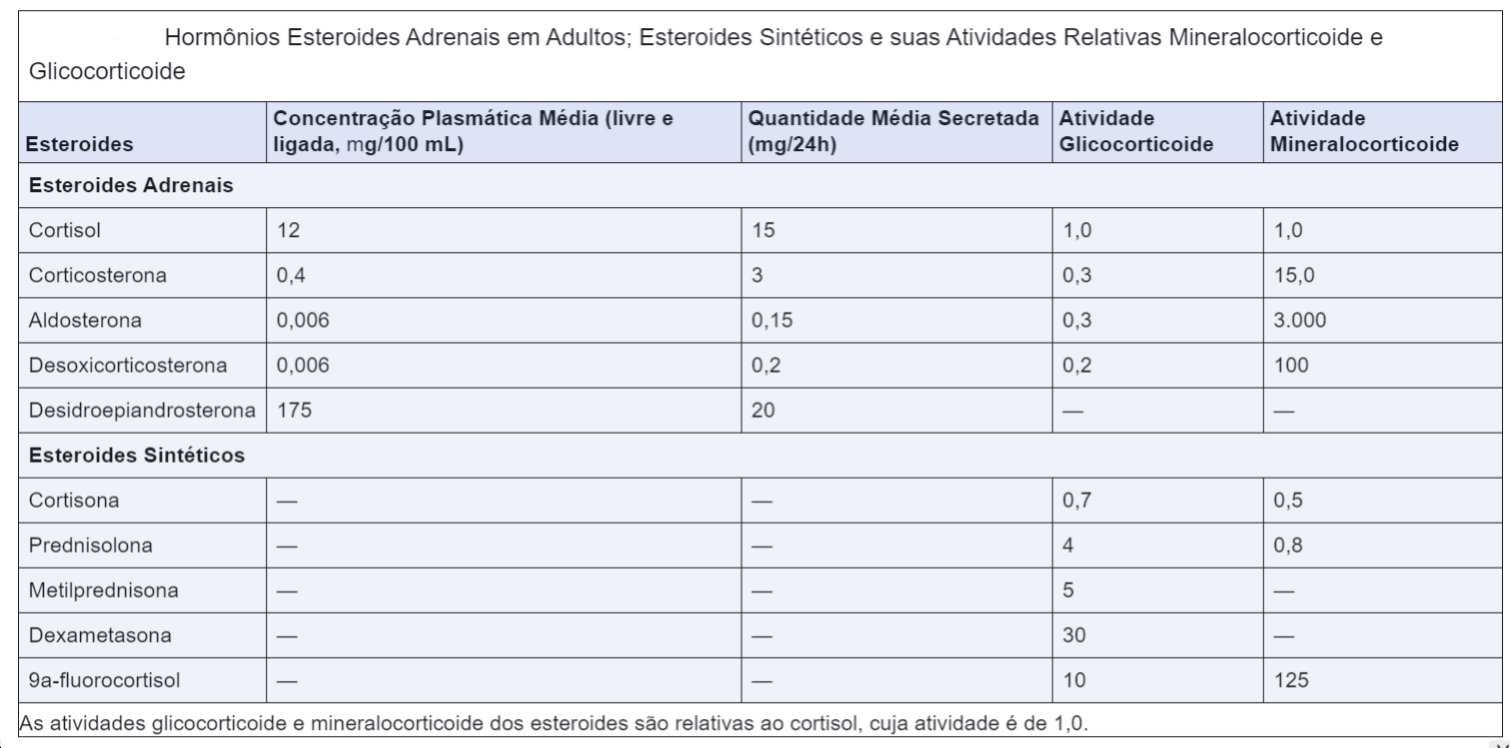 Hormônios Esteroides Adrenais em Adultos; Esteroides Sintéticos e suas Atividades Relativas Mineralocorticoide e
Glicocorticoide
Esteroides Concentração Plasmática Média (livre e ligada, mg/100 mL) Quantidade Média Secretada (mg/24h) Atividade Glicocorticoide Atividade Mineralocorticoide
Esteroides Adrenais
Cortisol 12 15 1,0 1,0
Corticosterona 0,4 3 0,3 15,0
Aldosterona 0,006 0,15 0,3 3.000
Desoxicorticosterona 0,006 0,2 0,2 100
Desidroepiandrosterona 175 20 — —
Esteroides Sintéticos
Cortisona — — 0,7 0,5
Prednisolona — — 4 0,8
Metilprednisona — — 5 —
Dexametasona — — 30 —
9a-fluorocortisol — — 10 125
As atividades glicocorticoide e mineralocorticoide dos esteroides são relativas ao cortisol, cuja atividade é de 1,0.